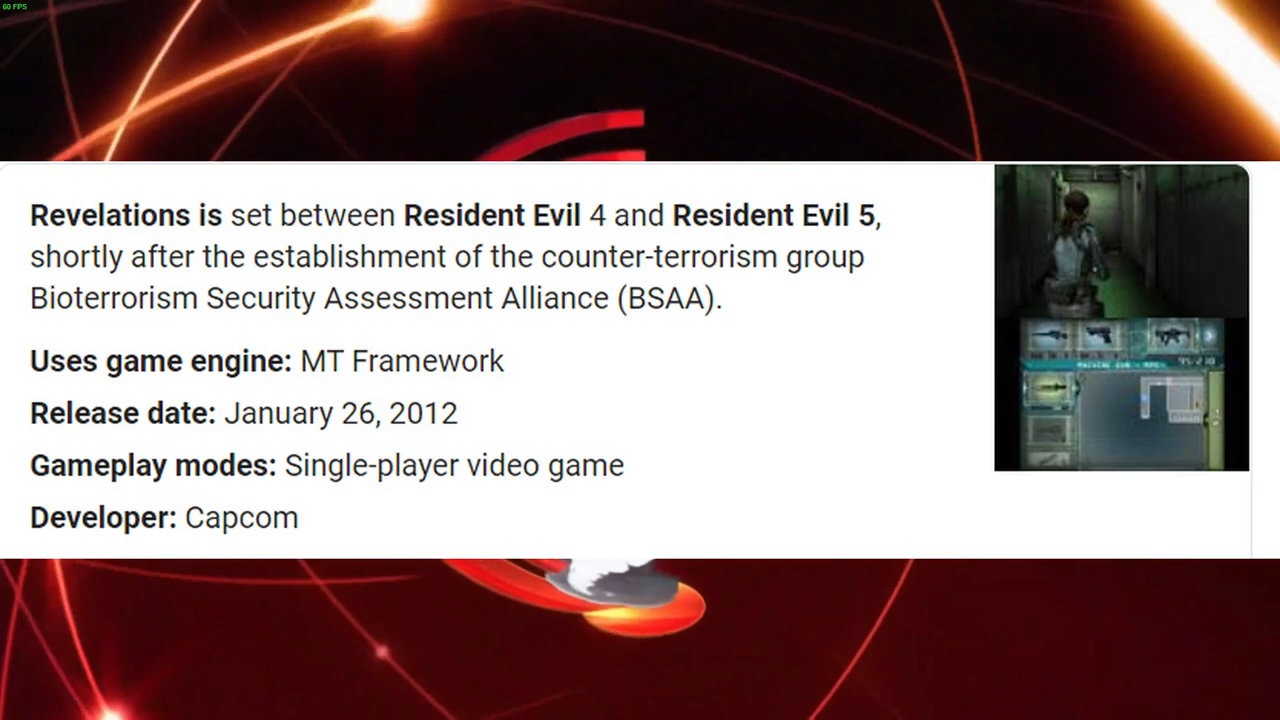 60 FPS
Revelations is set between Resident Evil 4 and Resident Evil 5,
shortly after the establishment of the counter-terrorism group
Bioterrorism Security Assessment Alliance (BSAA).
Uses game engine: MT Framework
Release date: January 26, 2012
Gameplay modes: Single-player video game
Developer: Capcom